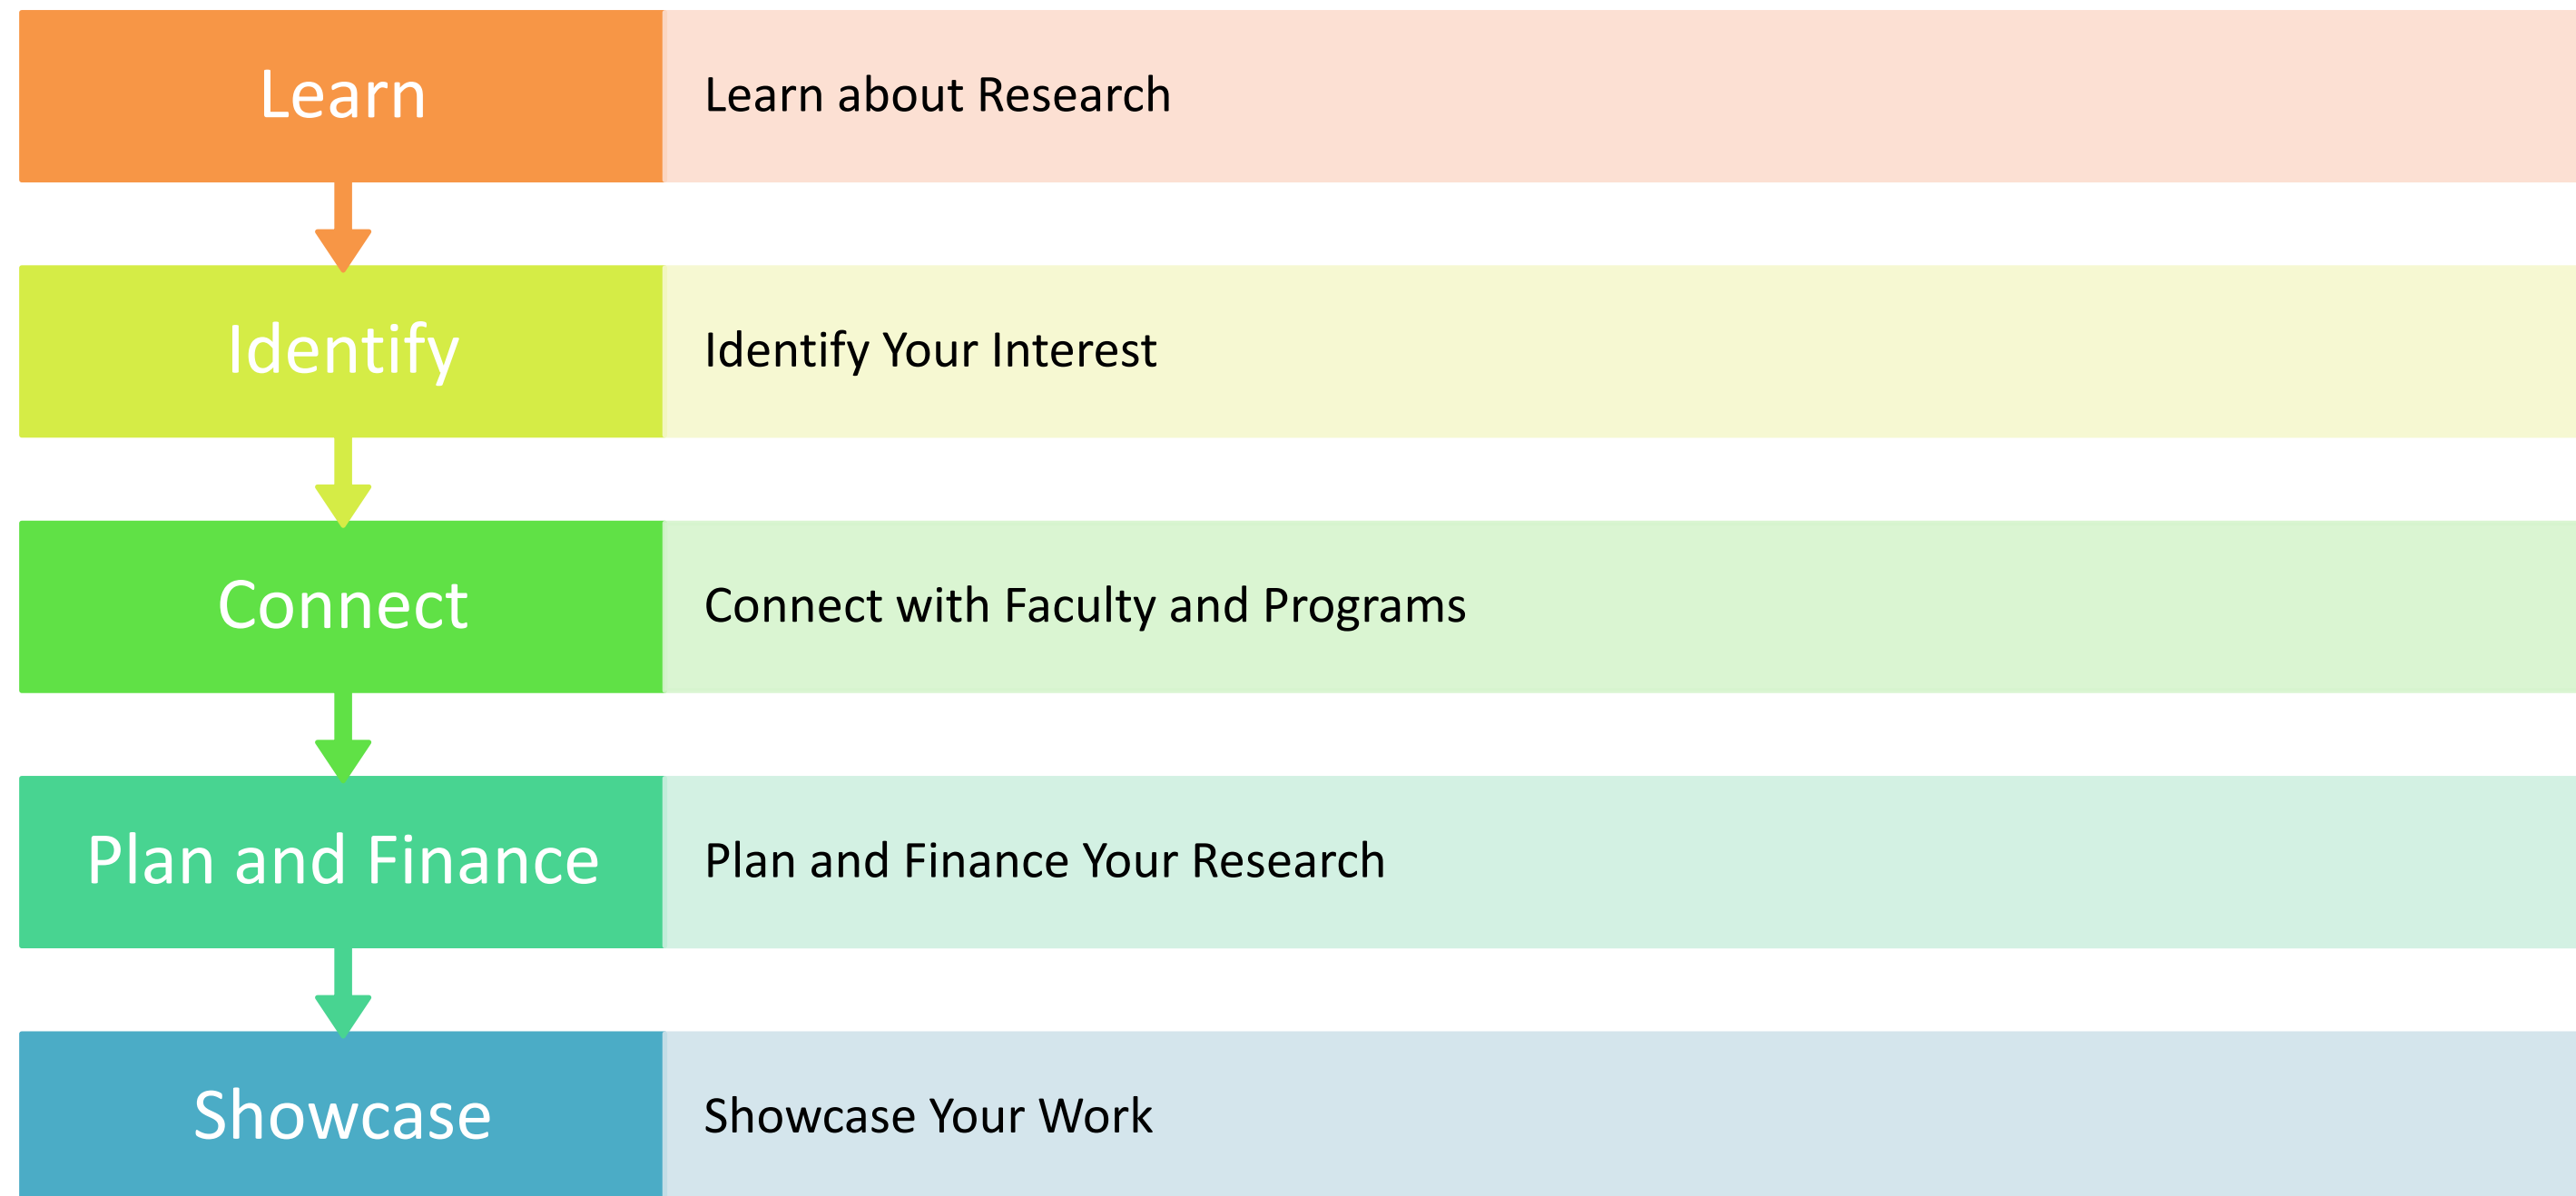 Learn
Learn about Research
Identify
Identify Your Interest
Connect
Connect with Faculty and Programs
Plan and Finance
Plan and Finance Your Research
Showcase
Showcase Your Work